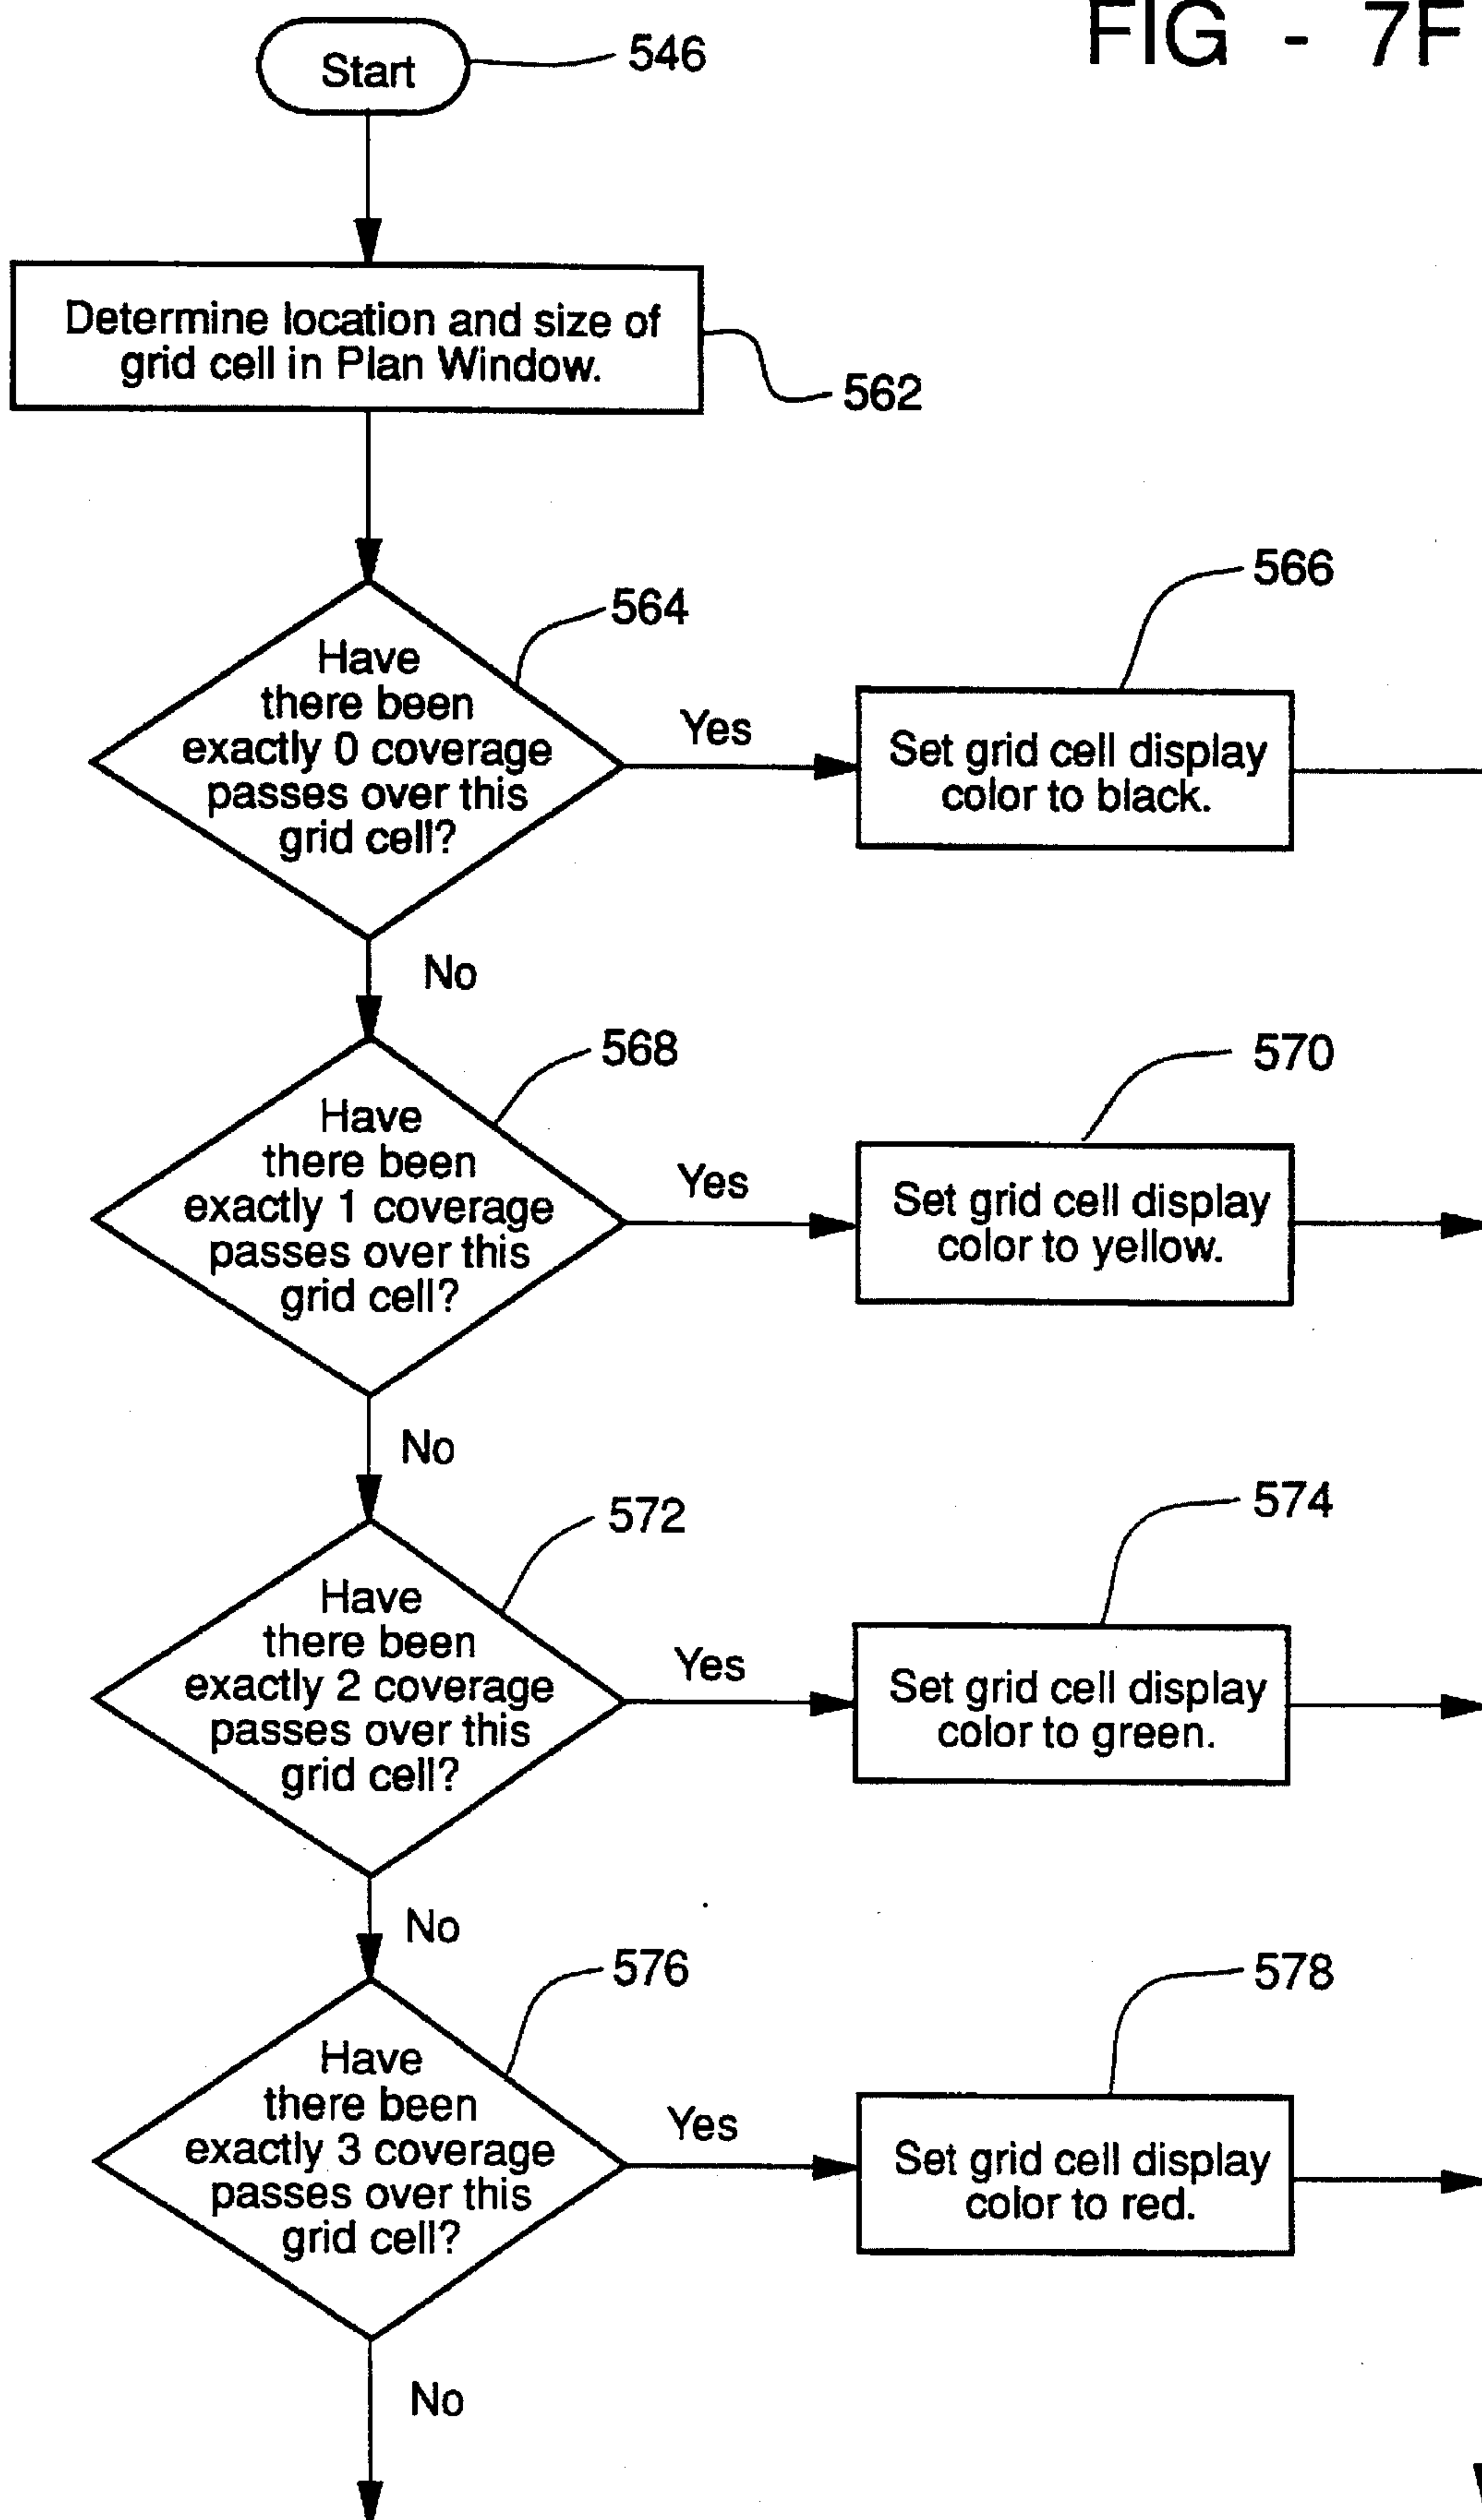 FIG - 7F
Start
546
Determine location and size of
grid cell in Plan Window.
562
Have
there been
exactly 0 coverage
passes over this
grid cell?
564
Yes
Set grid cell display
color to black.
566
No
Have
there been
exactly 1 coverage
passes over this
grid cell?
568
Yes
Set grid cell display
color to yellow.
570
No
Have
there been
exactly 2 coverage
passes over this
grid cell?
572
Yes
Set grid cell display
color to green.
574
No
Have
there been
exactly 3 coverage
passes over this
grid cell?
576
Yes
Set grid cell display
color to red.
578
No